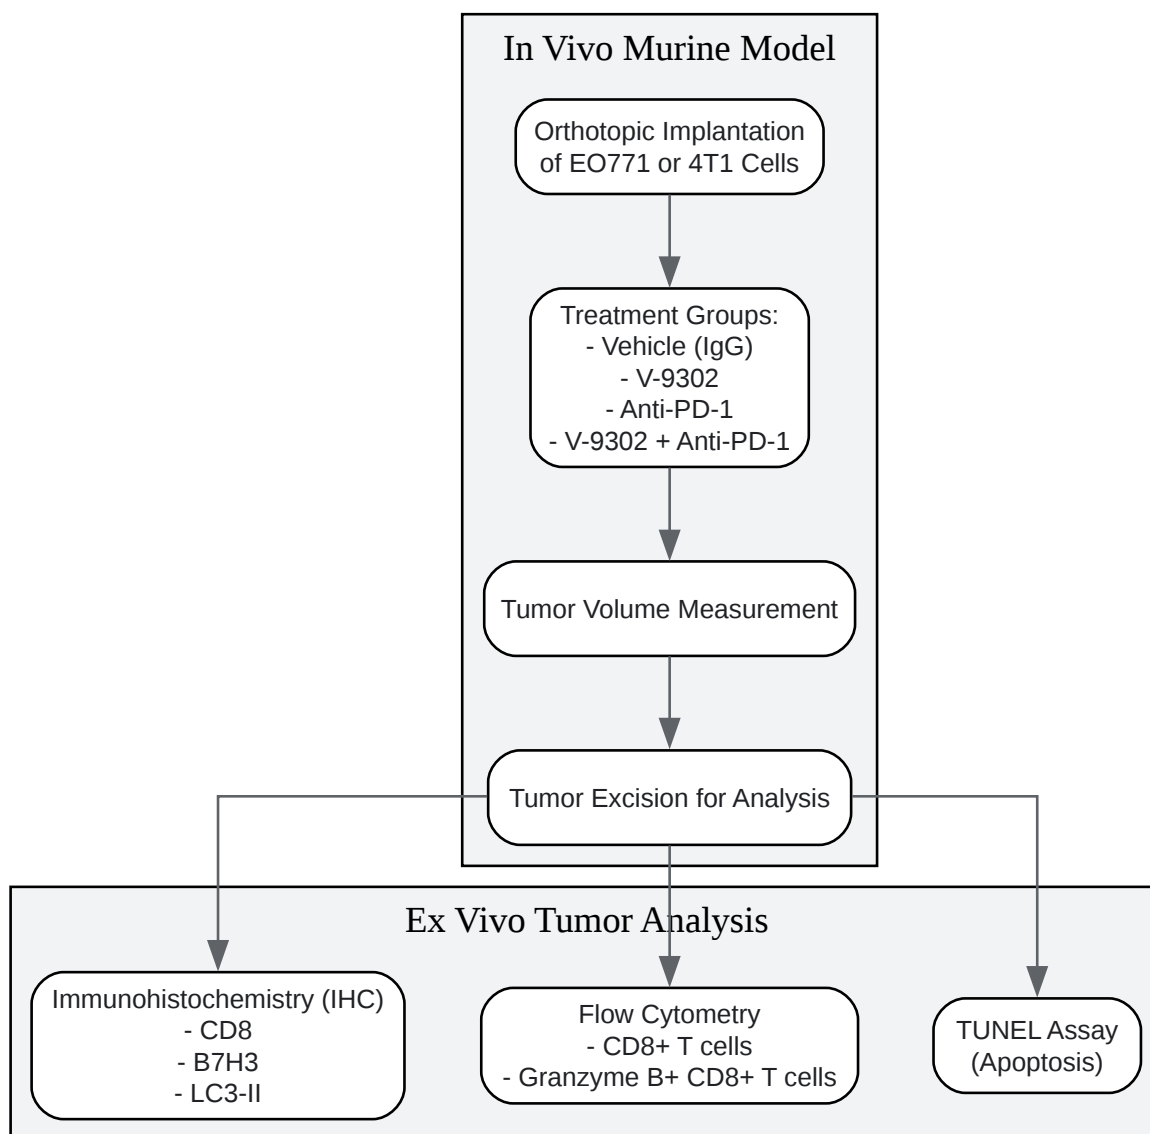 In Vivo Murine Model
Orthotopic Implantation
of EO771 or 4T1 Cells
Treatment Groups:
- Vehicle (IgG)
- V-9302
- Anti-PD-1
- V-9302 + Anti-PD-1
Tumor Volume Measurement
Tumor Excision for Analysis
Ex Vivo Tumor Analysis
Immunohistochemistry (IHC)
- CD8
- B7H3
- LC3-II
Flow Cytometry
- CD8+ T cells
- Granzyme B+ CD8+ T cells
TUNEL Assay
(Apoptosis)